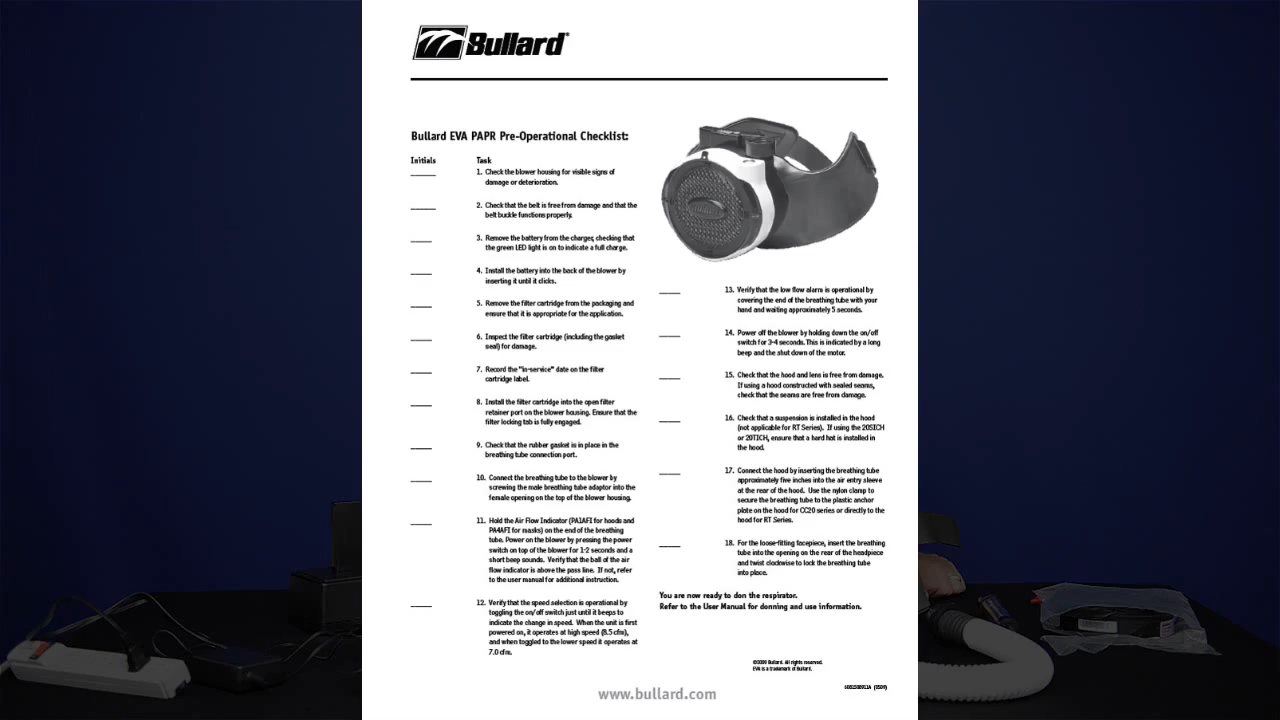 Bullard®
Bullard EVA PAPR Pre-Operational Checklist:
Initials
Task
1. Check the blower housing for visible signs of
damage or deterioration.
2. Check that the belt is free from damage and that the
belt buckle functions properly.
3. Remove the battery from the charger, checking that
the green LED light is on to indicate a full charge.
4. Install the battery into the back of the blower by
inserting it until it clicks.
5. Remove the filter cartridge from the packaging and
ensure that it is appropriate for the application.
6. Inspect the filter cartridge (including the gasket
seal) for damage.
7. Record the "in-service" date on the filter
cartridge label.
8. Install the filter cartridge into the open filter
retainer port on the blower housing. Ensure that the
filter locking tab is fully engaged.
9. Check that the rubber gasket is in place in the
breathing tube connection port.
10. Connect the breathing tube to the blower by
screwing the male breathing tube adaptor into the
female opening on the top of the blower housing.
11. Hold the Air Flow Indicator (PA1AFI for hoods and
PA4AFI for masks) on the end of the breathing
tube. Power on the blower by pressing the power
switch on top of the blower for 1-2 seconds and a
short beep sounds. Verify that the ball of the air
flow indicator is above the pass line. If not, refer
to the user manual for additional instruction.
12. Verify that the speed selection is operational by
toggling the on/off switch just until it beeps to
indicate the change in speed. When the unit is first
powered on, it operates at high speed (8.5 cfm),
and when toggled to the lower speed it operates at
7.0 cfm.
13. Verify that the low flow alarm is operational by
covering the end of the breathing tube with your
hand and waiting approximately 5 seconds.
14. Power off the blower by holding down the on/off
switch for 3-4 seconds. This is indicated by a long
beep and the shut down of the motor.
15. Check that the hood and lens is free from damage.
If using a hood constructed with sealed seams,
check that the seams are free from damage.
16. Check that a suspension is installed in the hood
(not applicable for RT Series). If using the 20SICH
or 20TICH, ensure that a hard hat is installed in
the hood.
17. Connect the hood by inserting the breathing tube
approximately five inches into the air entry sleeve
at the rear of the hood. Use the nylon clamp to
secure the breathing tube to the plastic anchor
plate on the hood for CC20 series or directly to the
hood for RT Series.
18. For the loose-fitting facepiece, insert the breathing
tube into the opening on the rear of the headpiece
and twist clockwise to lock the breathing tube
into place.
You are now ready to don the respirator.
Refer to the User Manual for donning and use information.
©2009 Bullard. All rights reserved.
EVA is a trademark of Bullard.
www.bullard.com